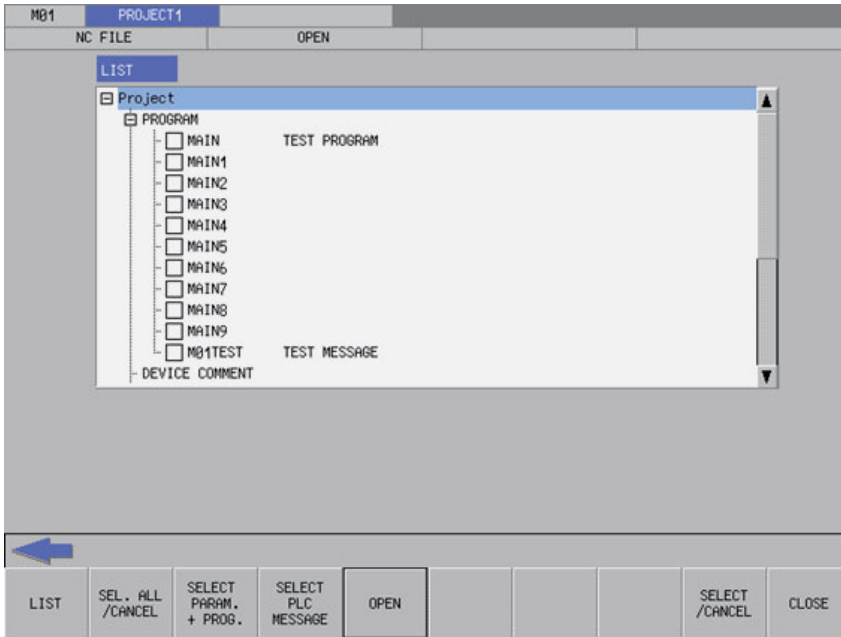 M01 PROJECT1
NC FILE OPEN
LIST
Project
PROGRAM
MAIN TEST PROGRAM
MAIN1
MAIN2
MAIN3
MAIN4
MAIN5
MAIN6
MAIN7
MAIN8
MAIN9
M01TEST TEST MESSAGE
DEVICE COMMENT
LIST
SEL. ALL
/CANCEL
SELECT
PARAM.
+ PROG.
SELECT
PLC
MESSAGE
OPEN
SELECT
/CANCEL
CLOSE